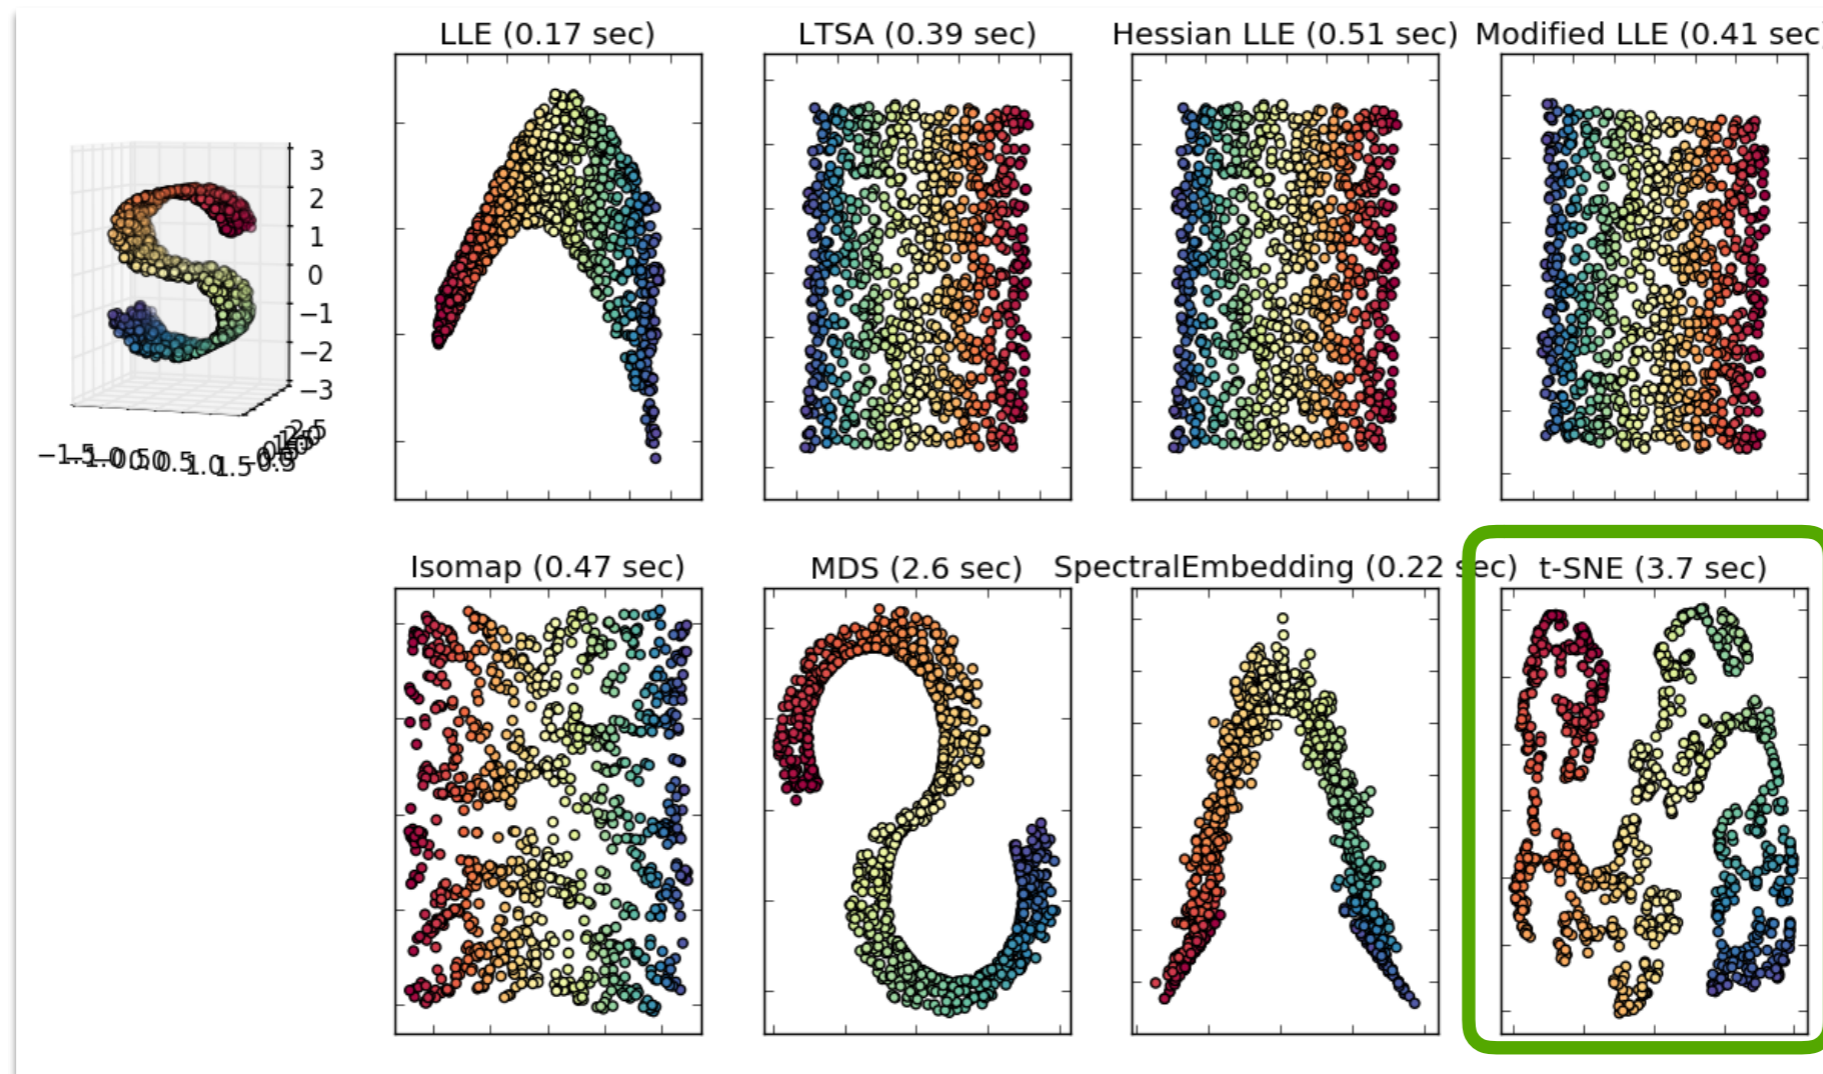 LLE (0.17 sec)
LTSA (0.39 sec)
Hessian LLE (0.51 sec)
Modified LLE (0.41 sec)
3
2
1
0
−1
−2
−3
Isomap (0.47 sec)
MDS (2.6 sec)
SpectralEmbedding (0.22 sec)
t-SNE (3.7 sec)